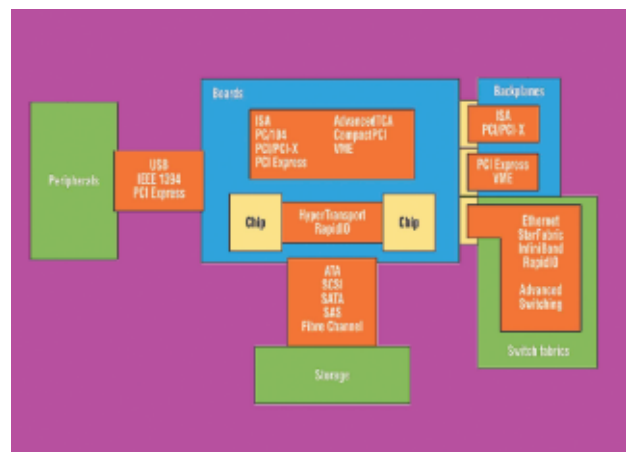 Boards
Backplanes
ISA
PC/104
PCI/PCI-X
PCI Express
AdvancedTCA
CompactPCI
VME
ISA
PCI/PCI-X
USB
IEEE 1394
PCI Express
Peripherals
PCI Express
VME
Chip
HyperTransport
RapidIO
Chip
Ethernet
StarFabric
InfiniBand
RapidIO
Advanced
Switching
ATA
SCSI
SATA
SAS
Fibre Channel
Switch fabrics
Storage